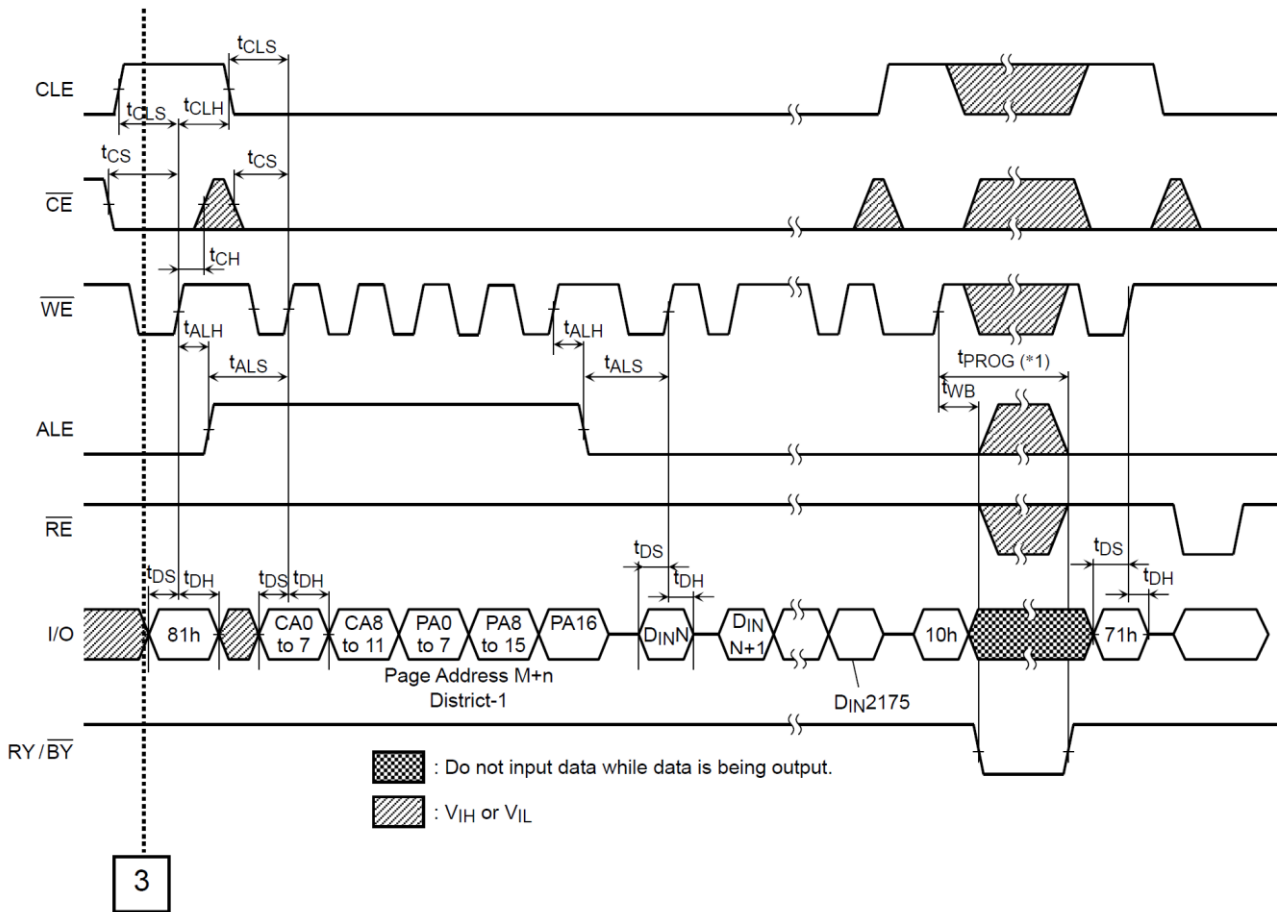 tCLS
CLE
tCLS
tCLH
tCS
tCS
CE
tCH
WE
tALH
tALH
tPROG (*1)
tALS
tALS
tWB
ALE
RE
tDS
tDS
tDS
tDH
tDS
tDH
tDH
tDH
I/O
81h
CA0 to 7
CA8 to 11
PA0 to 7
PA8 to 15
PA16
DINN
DIN N+1
10h
71h
Page Address M+n
District-1
DIN2175
RY/BY
: Do not input data while data is being output.
: VIH or VIL
3